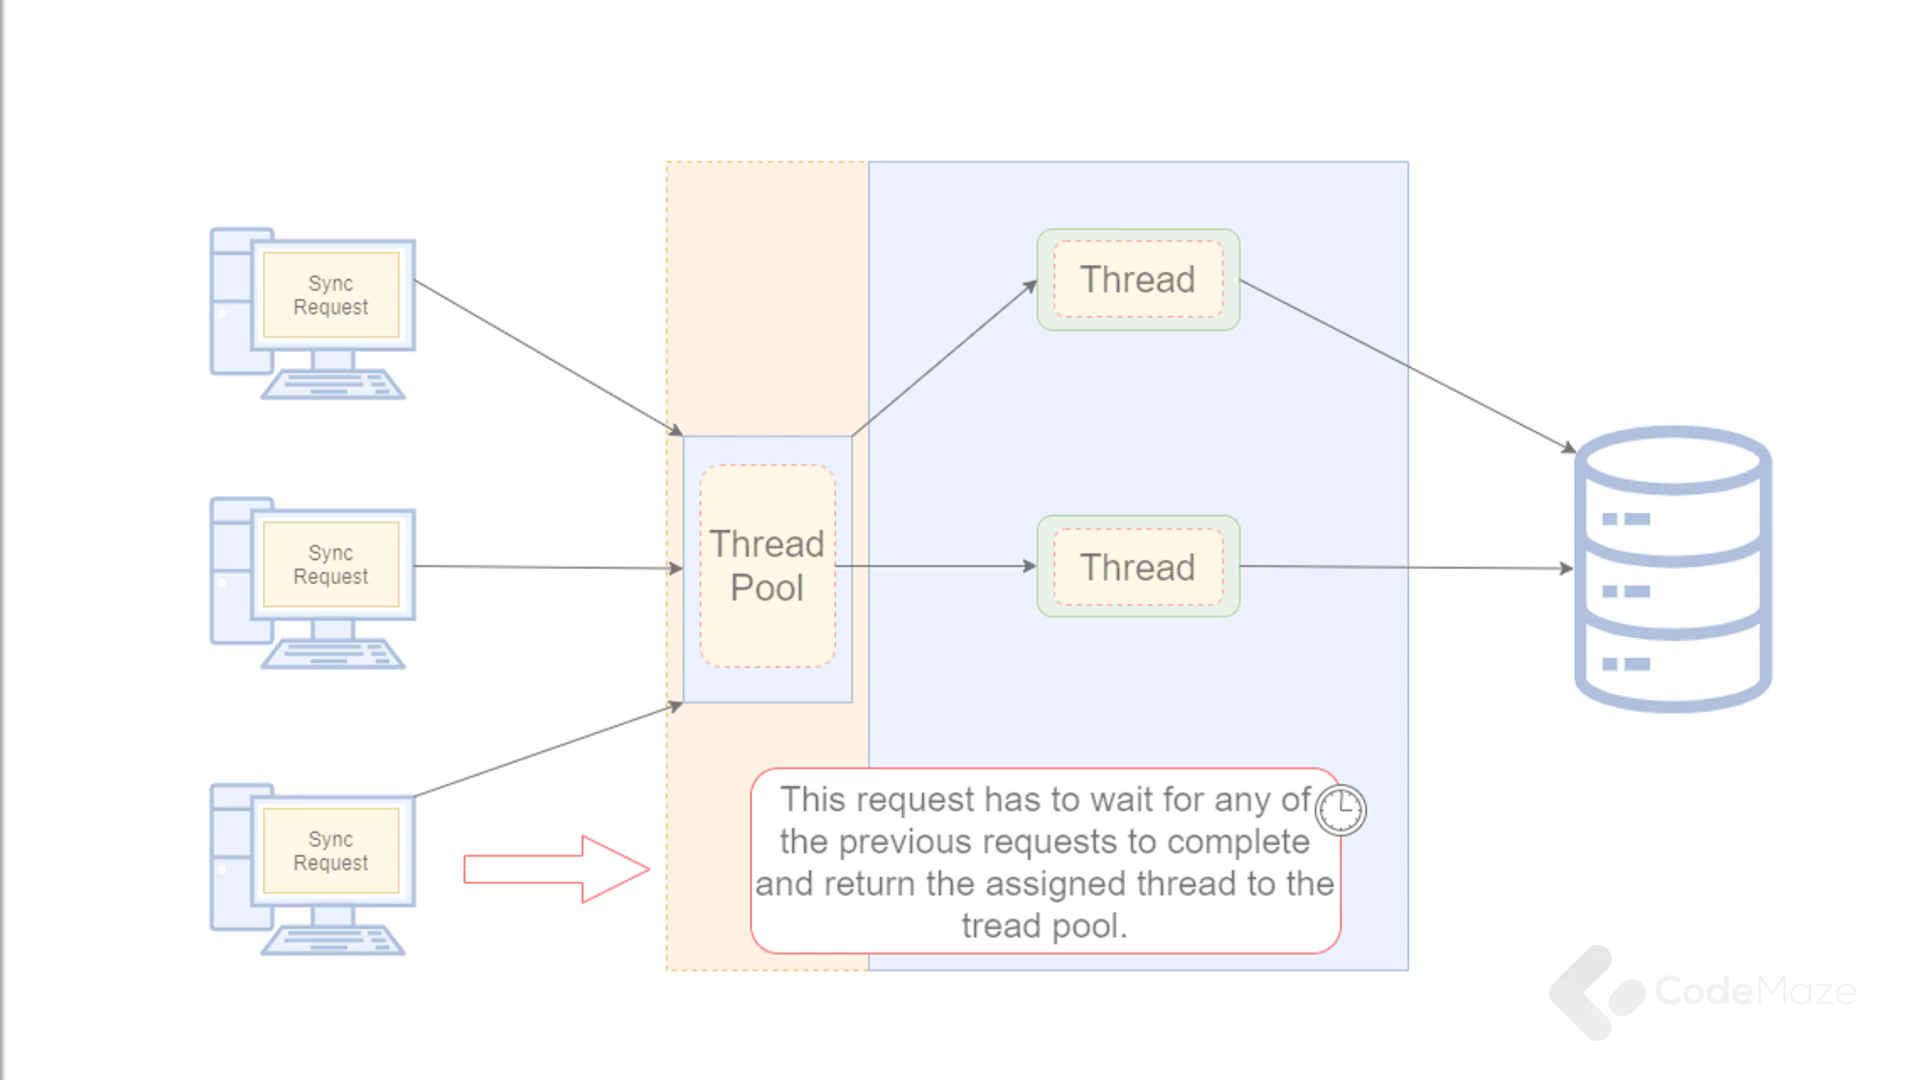 Sync
Request
Thread
Sync
Request
Thread
Pool
Thread
Sync
Request
This request has to wait for any of
the previous requests to complete
and return the assigned thread to the
tread pool.
CodeMaze